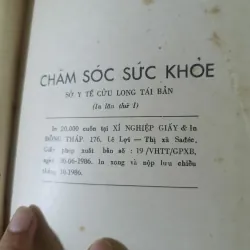 CHĂM SÓC SỨC KHỎE
SỞ Y TẾ CỬU LONG TÁI BẢN
(In lần thứ I)
In 20.000 cuốn tại XÍ NGHIỆP GIẤY & In
ĐỒNG THÁP. 176, Lê Lợi — Thị xã Sađéc,
Giấy phép xuất bản số : 19/VHTT/GPXB,
ngày 30-06-1986. In xong và nộp lưu chiểu
tháng 10-1986.